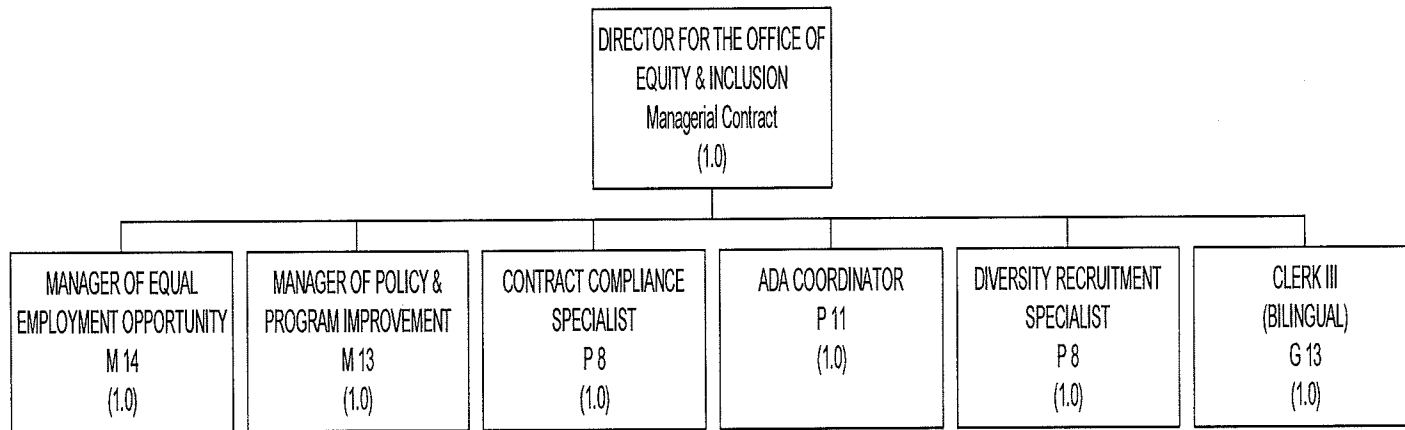 DIRECTOR FOR THE OFFICE OF
EQUITY & INCLUSION
Managerial Contract
(1.0)
MANAGER OF EQUAL
EMPLOYMENT OPPORTUNITY
M 14
(1.0)
MANAGER OF POLICY &
PROGRAM IMPROVEMENT
M 13
(1.0)
CONTRACT COMPLIANCE
SPECIALIST
P 8
(1.0)
ADA COORDINATOR
P 11
(1.0)
DIVERSITY RECRUITMENT
SPECIALIST
P 8
(1.0)
CLERK III
(BILINGUAL)
G 13
(1.0)